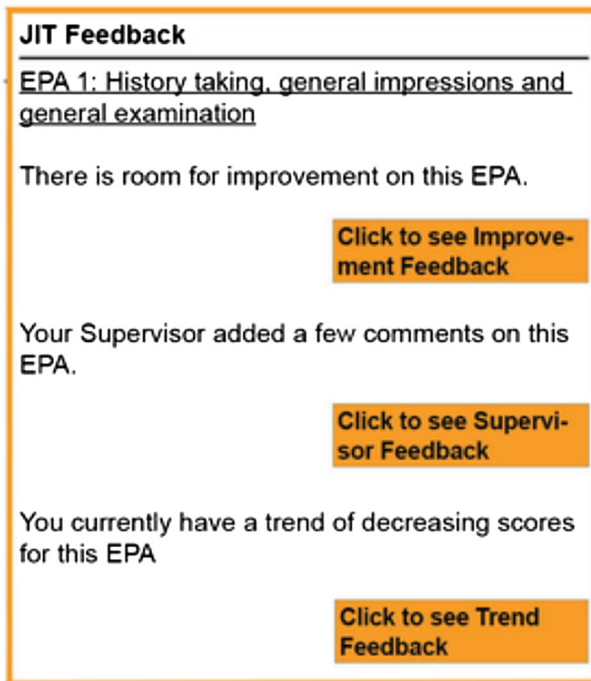 JIT Feedback
EPA 1: History taking, general impressions and
general examination
There is room for improvement on this EPA.
Click to see Improve-
ment Feedback
Your Supervisor added a few comments on this
EPA.
Click to see Supervi-
sor Feedback
You currently have a trend of decreasing scores
for this EPA
Click to see Trend
Feedback